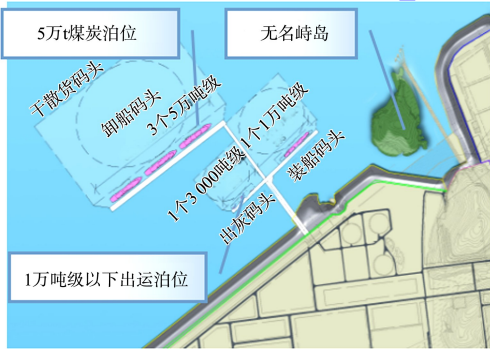 5万t煤炭泊位
无名峙岛
干散货码头
卸船码头
3个5万吨级
1个1万吨级
装船码头
1个3 000吨级
出灰码头
1万吨级以下出运泊位